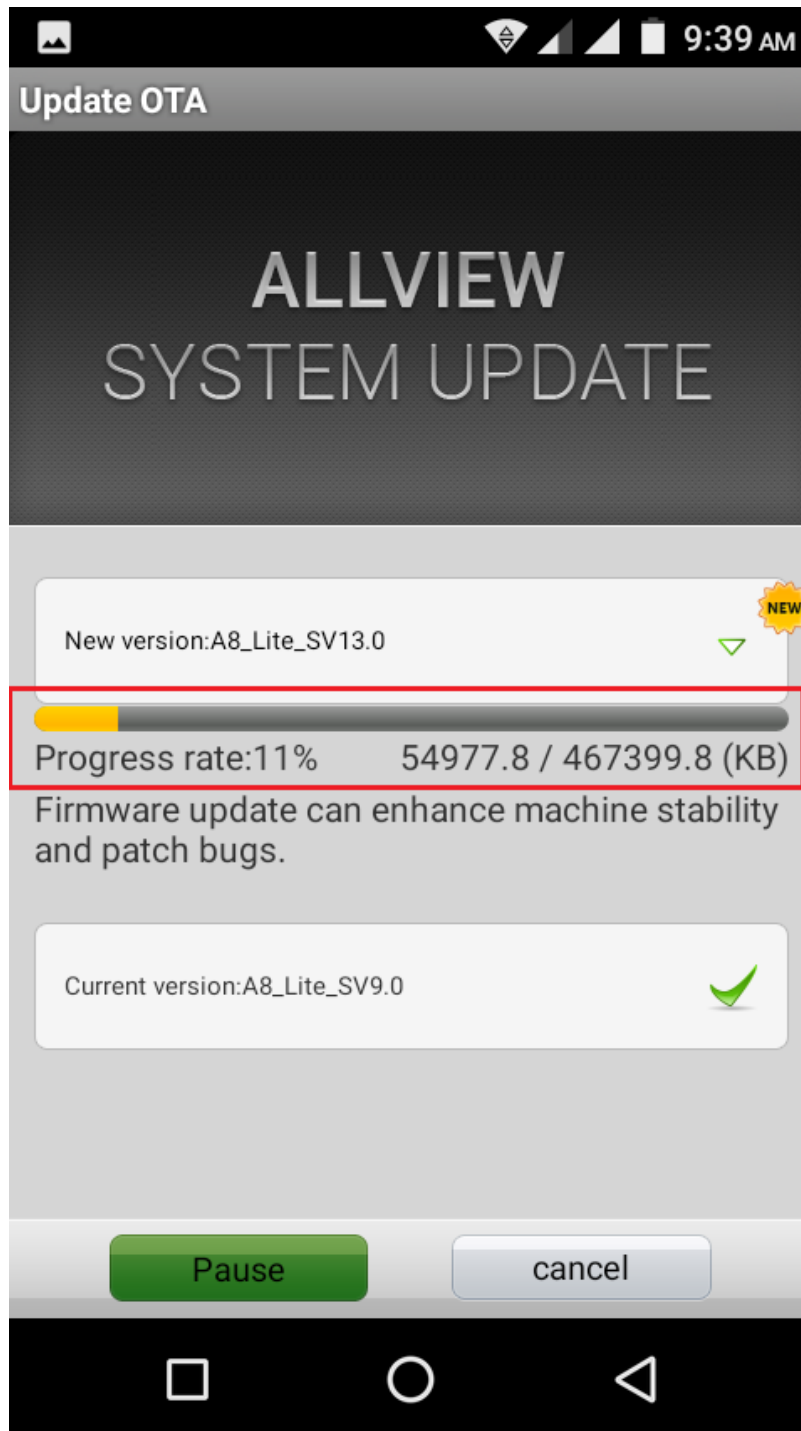 9:39 AM
Update OTA
ALLVIEW
SYSTEM UPDATE
NEW
New version:A8_Lite_SV13.0
Progress rate:11% 54977.8 / 467399.8 (KB)
Firmware update can enhance machine stability
and patch bugs.
Current version:A8_Lite_SV9.0
Pause cancel